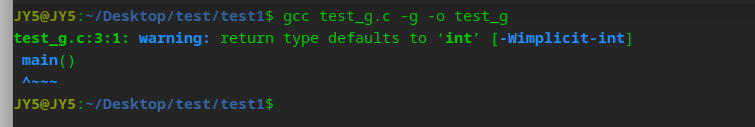 JY5@JY5:~/Desktop/test/test1$ gcc test_g.c -g -o test_g
test_g.c:3:1: warning: return type defaults to ‘int’ [-Wimplicit-int]
 main()
 ^~~~
JY5@JY5:~/Desktop/test/test1$